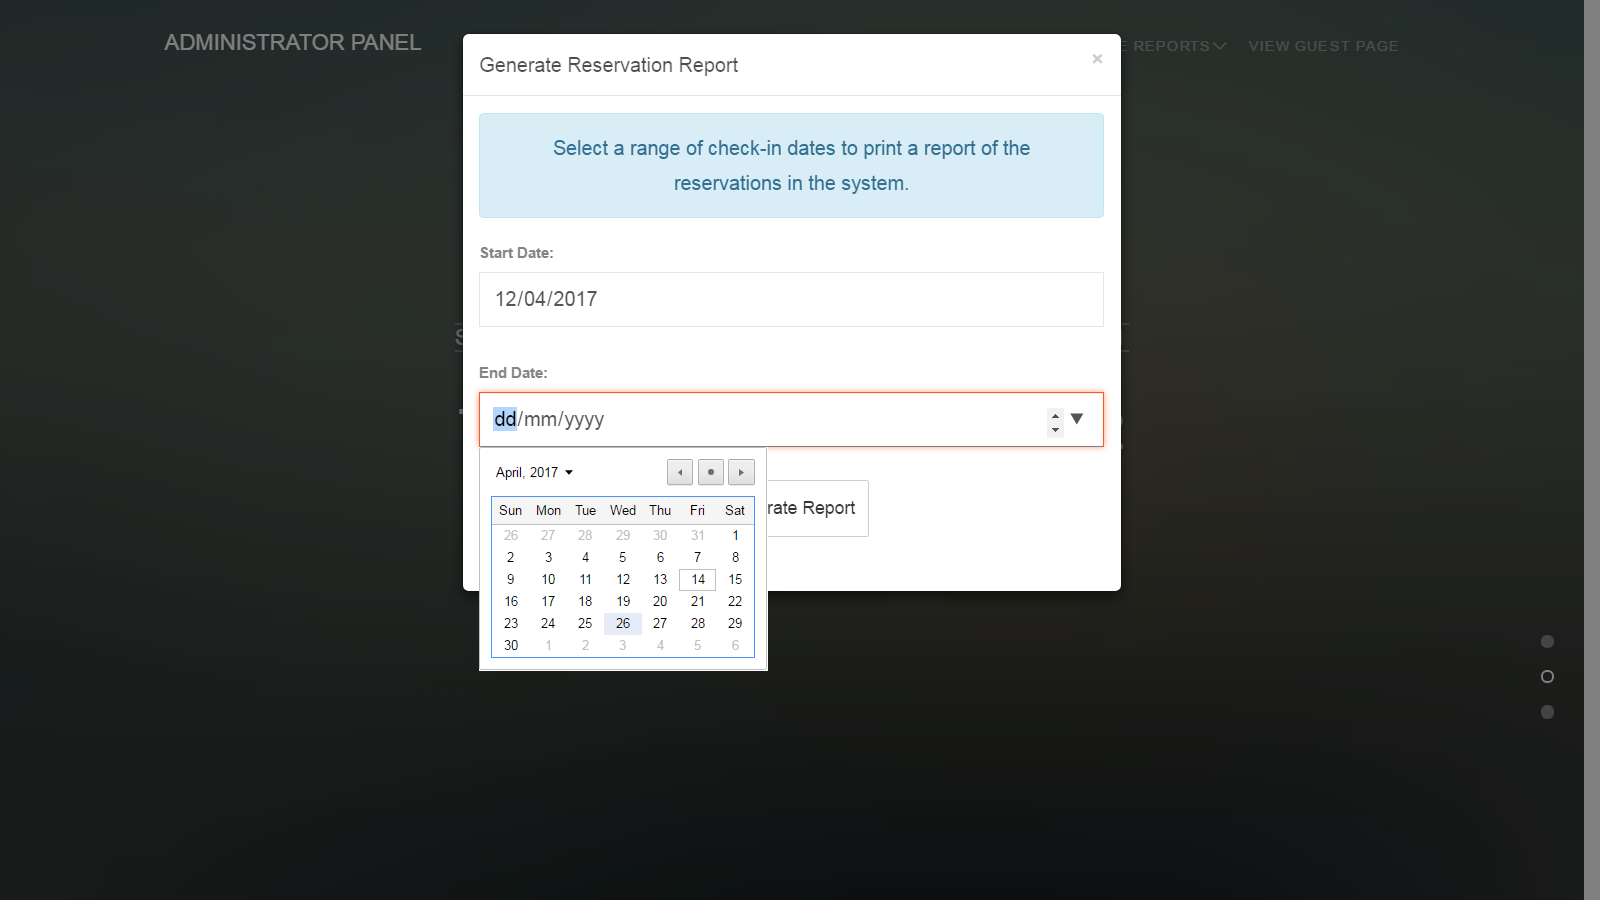 ADMINISTRATOR PANEL
REPORTS
VIEW GUEST PAGE
Generate Reservation Report
×
Select a range of check-in dates to print a report of the
reservations in the system.
Start Date:
12/04/2017
End Date:
dd/mm/yyyy
April, 2017
rate Report
Sun Mon Tue Wed Thu Fri Sat
26 27 28 29 30 31 1
2 3 4 5 6 7 8
9 10 11 12 13 14 15
16 17 18 19 20 21 22
23 24 25 26 27 28 29
30 1 2 3 4 5 6